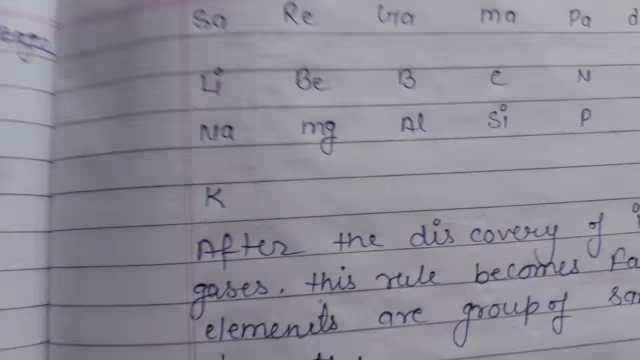 Sa Re Ga ma Pa
Li Be B C N
Na mg Al Si P
K
After the discovery of
gases, this rule becomes
elements are group of